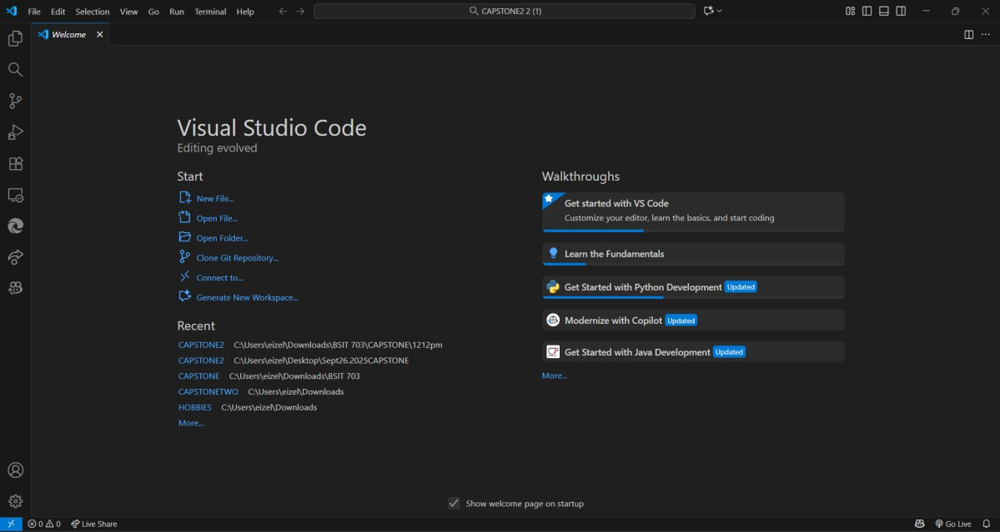 File Edit Selection View Go Run Terminal Help CAPSTONE2 2 (1)
Welcome
Visual Studio Code
Editing evolved
Start
New File...
Open File...
Open Folder...
Clone Git Repository...
Connect to...
Generate New Workspace...
Recent
CAPSTONE2 C:\Users\eizel\Downloads\BSIT 703\CAPSTONE\1212pm
CAPSTONE2 C:\Users\eizel\Desktop\Sept26.2025CAPSTONE
CAPSTONE C:\Users\eizel\Downloads\BSIT 703
CAPSTONETWO C:\Users\eizel\Downloads
HOBBIES C:\Users\eizel\Downloads
More...
Walkthroughs
Get started with VS Code
Customize your editor, learn the basics, and start coding
Learn the Fundamentals
Get Started with Python Development Updated
Modernize with Copilot Updated
Get Started with Java Development Updated
More...
Show welcome page on startup
0 0 Live Share Go Live